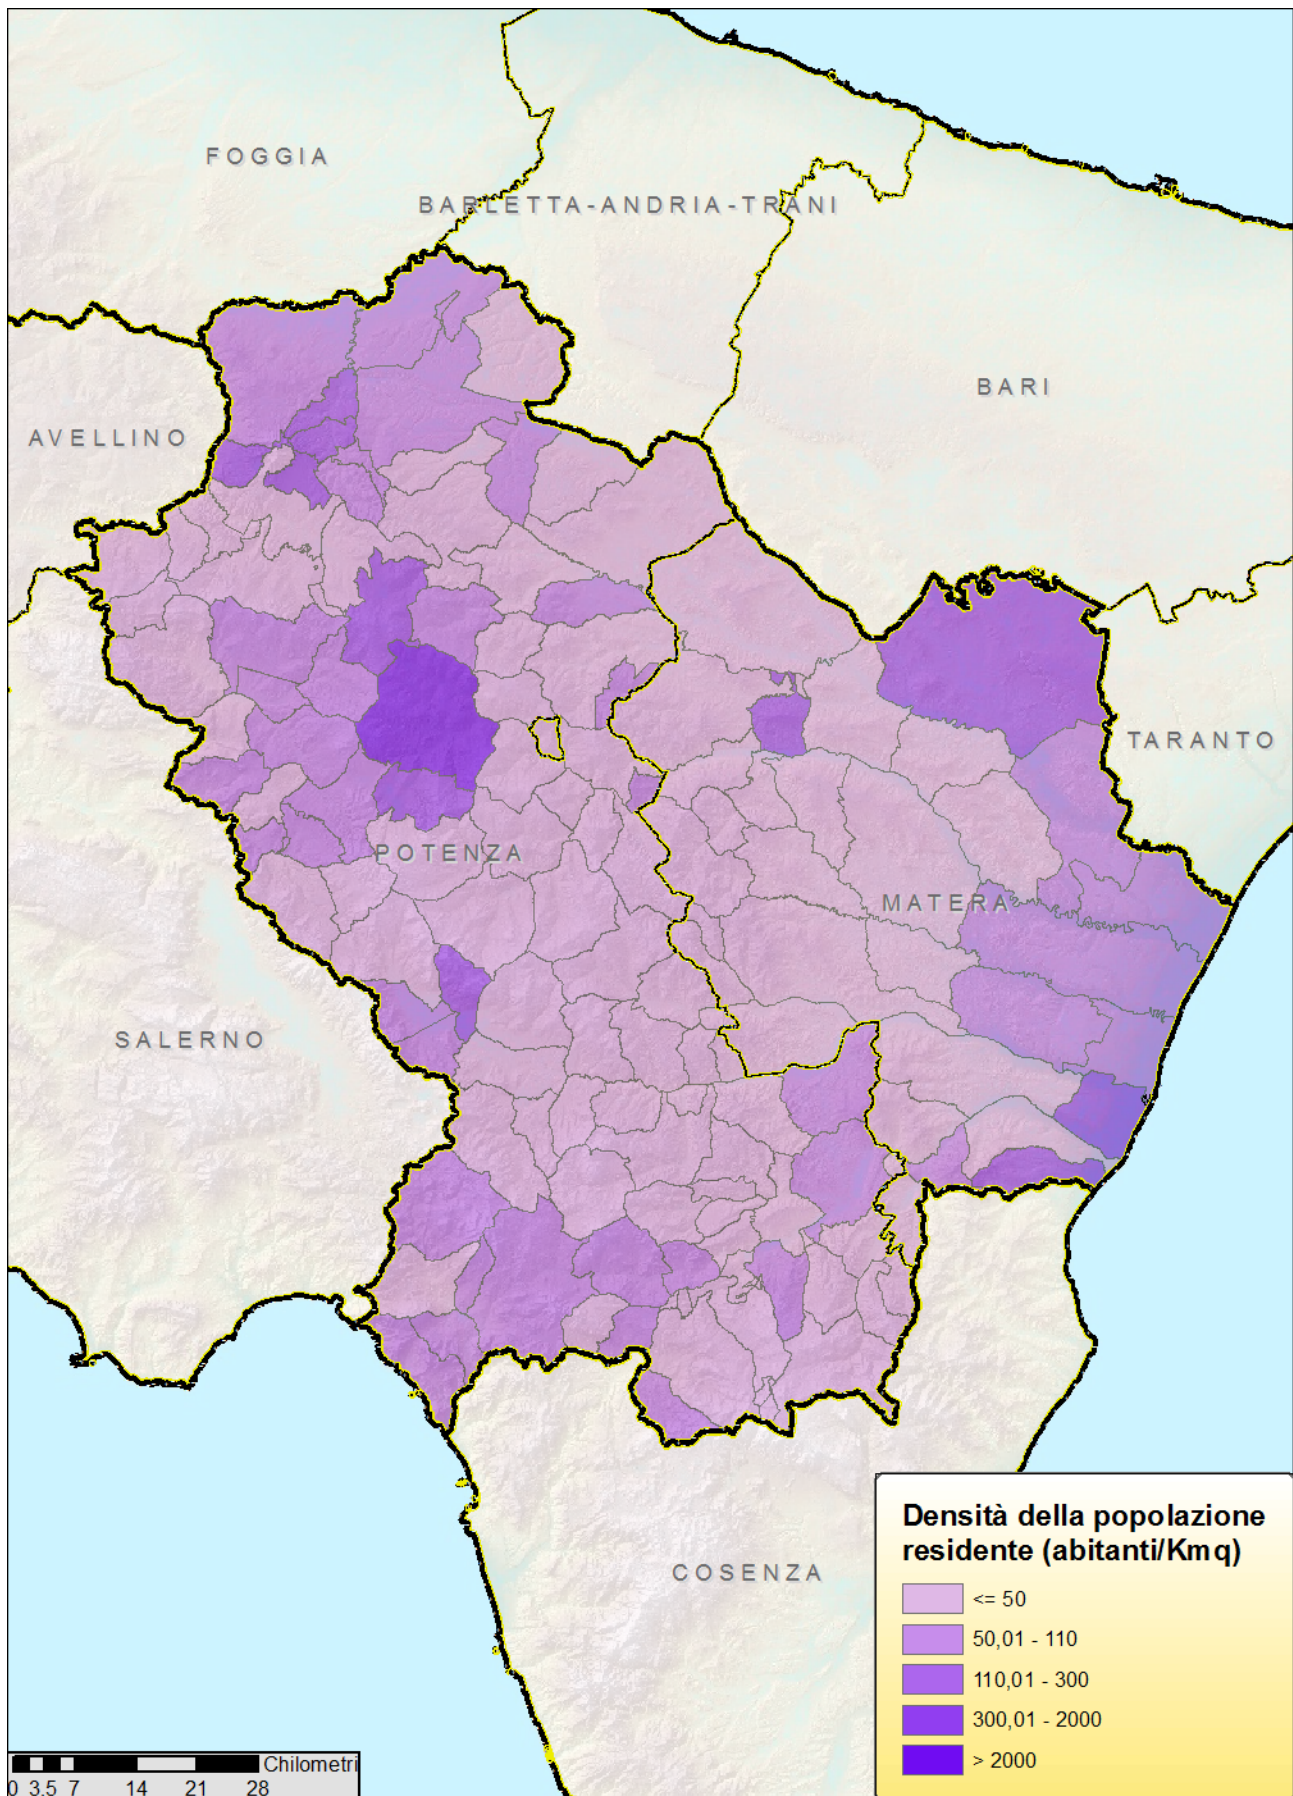 FOGGIA
BARLETTA-ANDRIA-TRANI
BARI
AVELLINO
TARANTO
POTENZA
MATERA
SALERNO
COSENZA
Densità della popolazione
residente (abitanti/Kmq)
<= 50
50,01 - 110
110,01 - 300
300,01 - 2000
> 2000
Chilometri
0 3,5 7 14 21 28